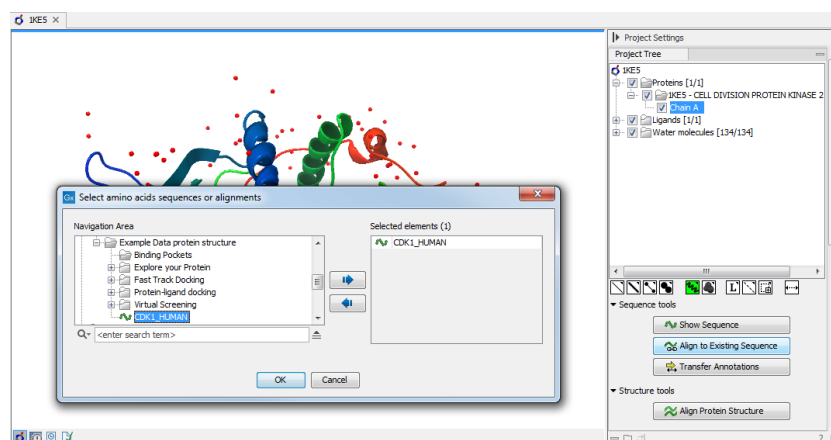 1KE5
Project Settings
Project Tree
1KE5
Proteins [1/1]
1KE5 - CELL DIVISION PROTEIN KINASE 2
Chain A
Ligands [1/1]
Water molecules [134/134]
Select amino acids sequences or alignments
Navigation Area
Selected elements (1)
Example Data protein structure
Binding Pockets
Explore your Protein
Fast Track Docking
Protein-ligand docking
Virtual Screening
CDK1_HUMAN
CDK1_HUMAN
<enter search term>
OK
Cancel
Sequence tools
Show Sequence
Align to Existing Sequence
Transfer Annotations
Structure tools
Align Protein Structure